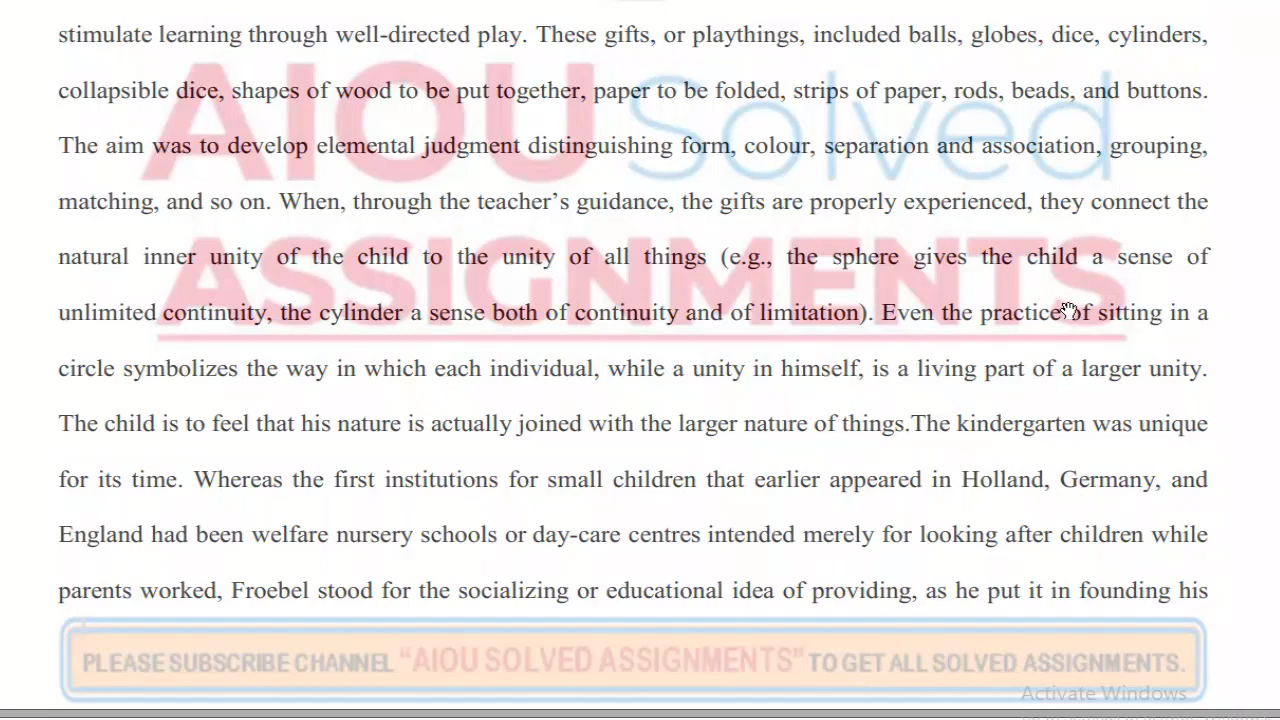 stimulate learning through well-directed play. These gifts, or playthings, included balls, globes, dice, cylinders,
collapsible dice, shapes of wood to be put together, paper to be folded, strips of paper, rods, beads, and buttons.
The aim was to develop elemental judgment distinguishing form, colour, separation and association, grouping,
matching, and so on. When, through the teacher’s guidance, the gifts are properly experienced, they connect the
natural inner unity of the child to the unity of all things (e.g., the sphere gives the child a sense of
unlimited continuity, the cylinder a sense both of continuity and of limitation). Even the practice of sitting in a
circle symbolizes the way in which each individual, while a unity in himself, is a living part of a larger unity.
The child is to feel that his nature is actually joined with the larger nature of things.The kindergarten was unique
for its time. Whereas the first institutions for small children that earlier appeared in Holland, Germany, and
England had been welfare nursery schools or day-care centres intended merely for looking after children while
parents worked, Froebel stood for the socializing or educational idea of providing, as he put it in founding his
AIOU Solved
ASSIGNMENTS
PLEASE SUBSCRIBE CHANNEL “AIOU SOLVED ASSIGNMENTS” TO GET ALL SOLVED ASSIGNMENTS.
Activate Windows